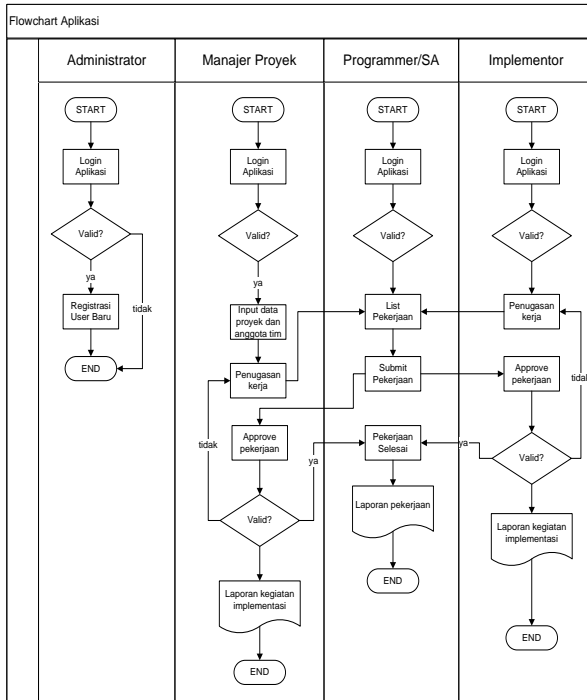 Flowchart Aplikasi
Administrator
Manajer Proyek
Programmer/SA
Implementor
START
Login
Aplikasi
Valid?
ya
tidak
Registrasi
User Baru
END
START
Login
Aplikasi
Valid?
ya
Input data
proyek dan
anggota tim
Penugasan
kerja
tidak
Approve
pekerjaan
ya
Valid?
Laporan kegiatan
implementasi
END
START
Login
Aplikasi
Valid?
List
Pekerjaan
Submit
Pekerjaan
Pekerjaan
Selesai
Laporan pekerjaan
END
START
Login
Aplikasi
Valid?
Penugasan
kerja
Approve
pekerjaan
tidak
ya
Valid?
Laporan kegiatan
implementasi
END